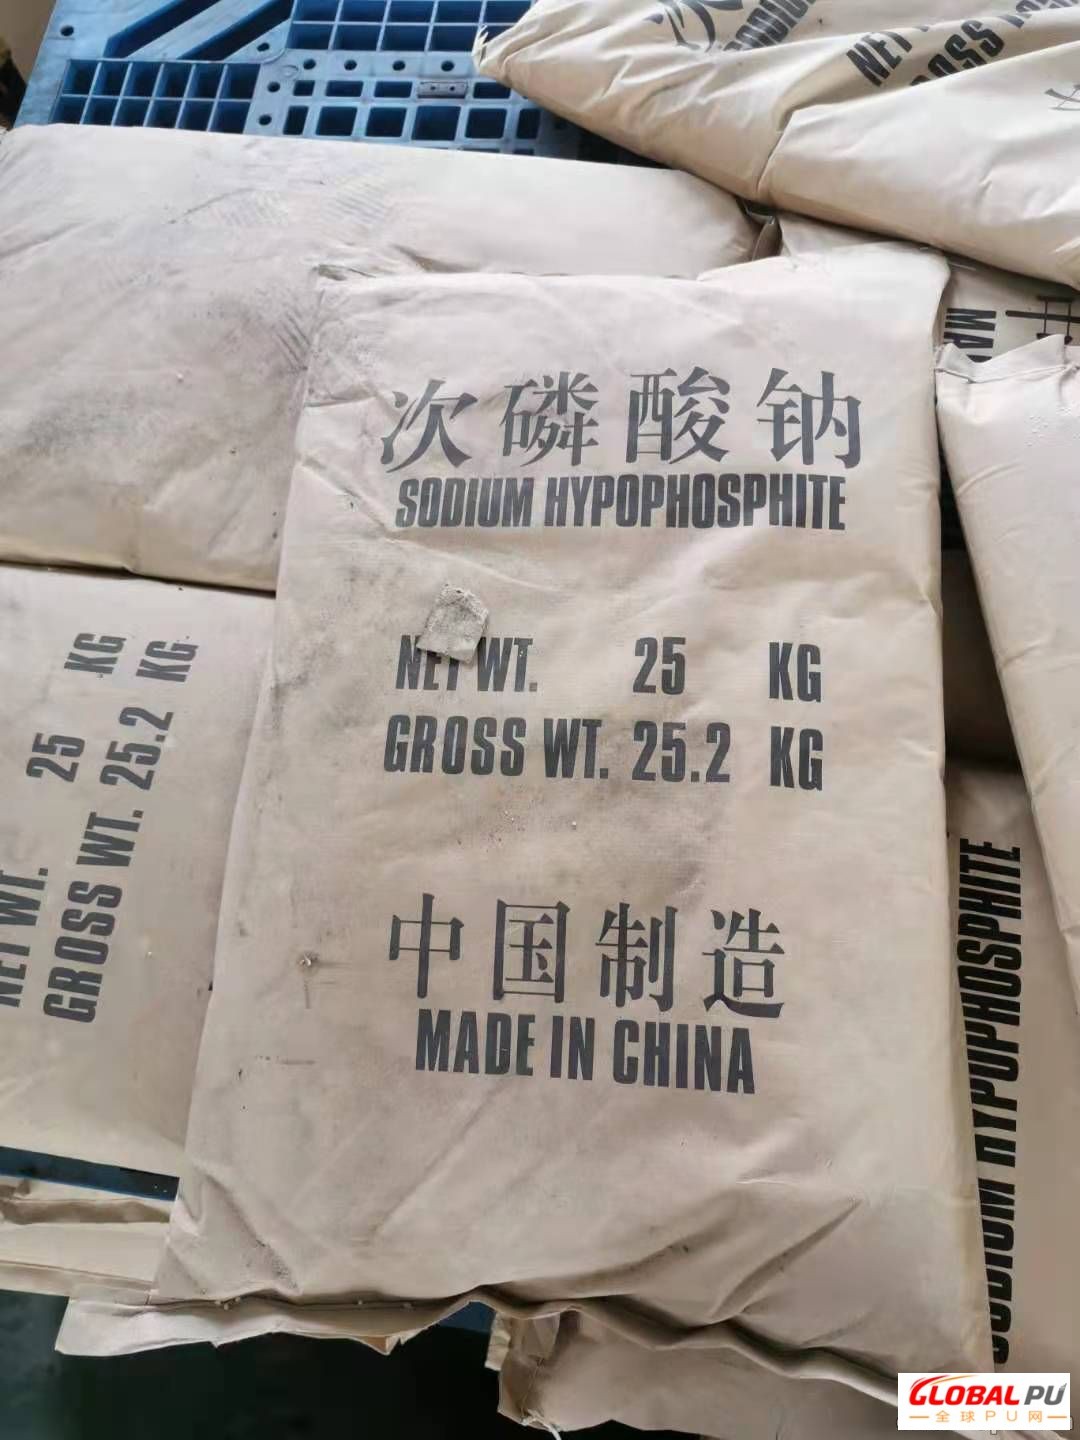 次磷酸钠
SODIUM HYPOPHOSPHITE
NET WT. 25 KG
GROSS WT. 25.2 KG
中国制造
MADE IN CHINA
NET WT. 25 KG
GROSS WT. 25.2 KG
SODIUM HYPOPHOSPHITE
NET
GROSS
GLOBAL PU
全球PU网